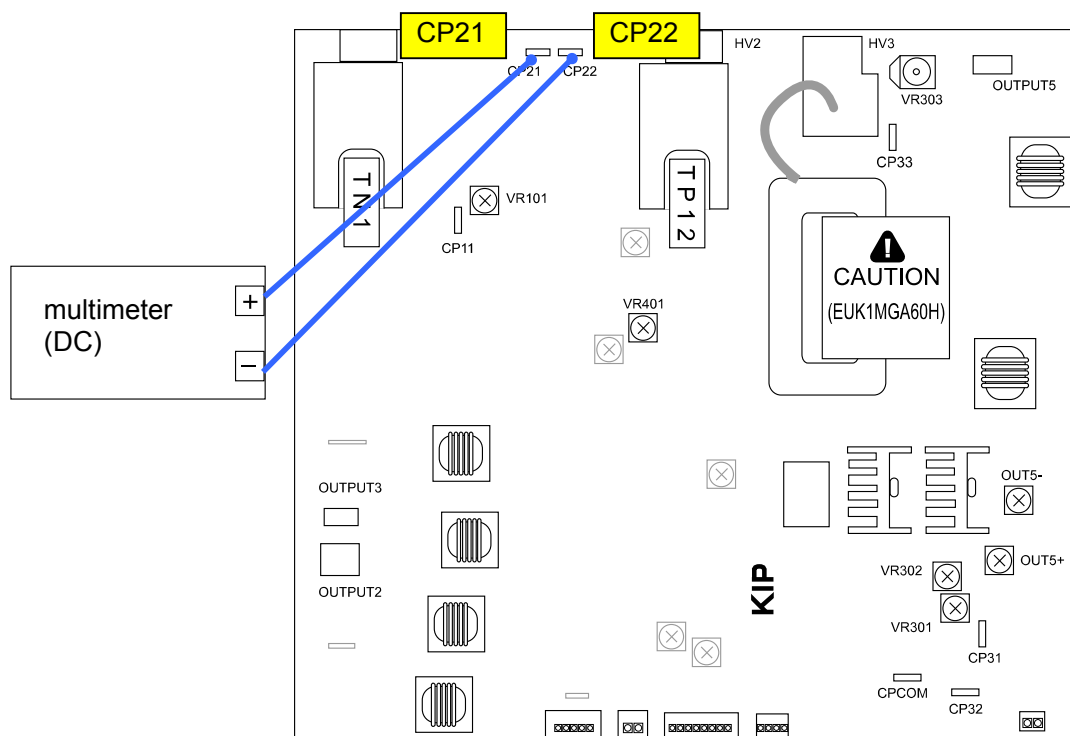 CP21
CP22
HV2
HV3
CP21
CP22
VR303
OUTPUT5
CP33
TN1
VR101
CP11
TP12
CAUTION
(EUK1MGA60H)
multimeter
(DC)
+
−
VR401
OUTPUT3
OUTPUT2
OUT5-
OUT5+
VR302
VR301
KIP
CP31
CPCOM
CP32